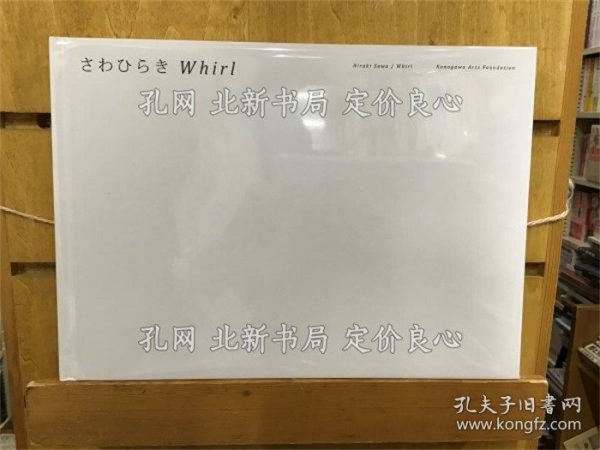 さわひらき Whirl
Hiraki Sawa / Whirl
Kanagawa Arts Foundation
孔网 北新书局 定价良心
孔网 北新书局 定价良心
孔夫子旧書网
www.kongfz.com